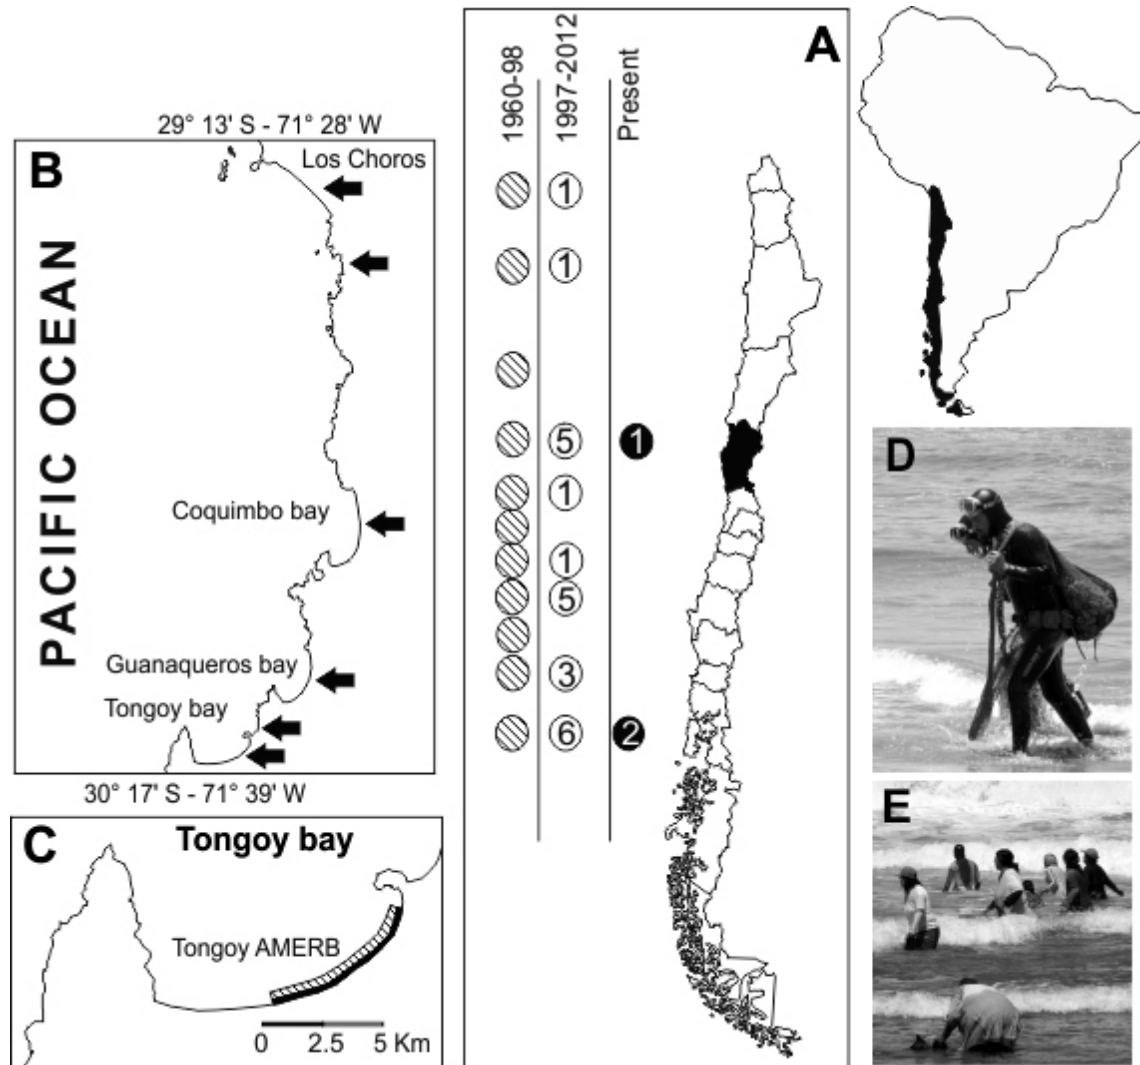 A
1960-98
1997-2012
Present
1
1
5
1
1
1
5
3
6
2
29° 13' S - 71° 28' W
B
Los Choros
PACIFIC OCEAN
Coquimbo bay
Guanaqueros bay
Tongoy bay
30° 17' S - 71° 39' W
C
Tongoy bay
Tongoy AMERB
0 2.5 5 Km
D
E